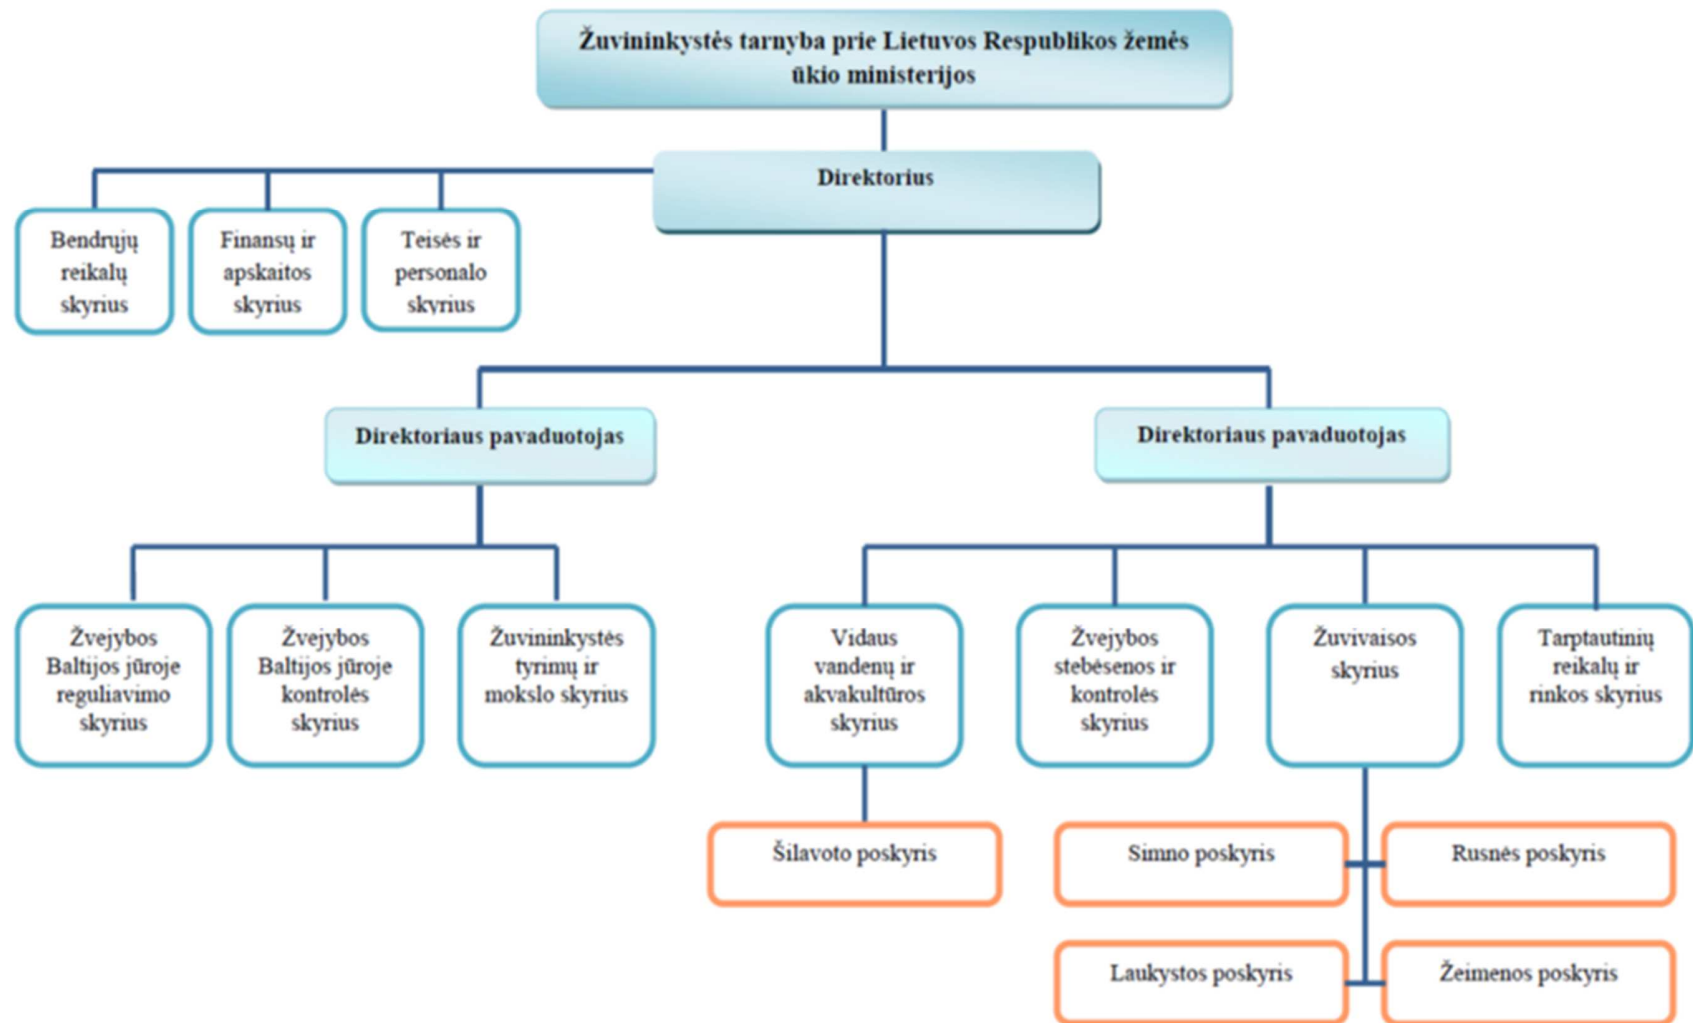 Žuvininkystės tarnyba prie Lietuvos Respublikos žemės
ūkio ministerijos
Direktorius
Bendrųjų
reikalų
skyrius
Finansų ir
apskaitos
skyrius
Teisės ir
personalo
skyrius
Direktoriaus pavaduotojas
Direktoriaus pavaduotojas
Žvejybos
Baltijos jūroje
reguliavimo
skyrius
Žvejybos
Baltijos jūroje
kontrolės
skyrius
Žuvininkystės
tyrimų ir
mokslo skyrius
Vidaus
vandenų ir
akvakultūros
skyrius
Žvejybos
stebėsenos ir
kontrolės
skyrius
Žuvivaisos
skyrius
Tarptautinių
reikalų ir
rinkos skyrius
Šilavoto poskyris
Simno poskyris
Rusnės poskyris
Laukystos poskyris
Žeimenos poskyris